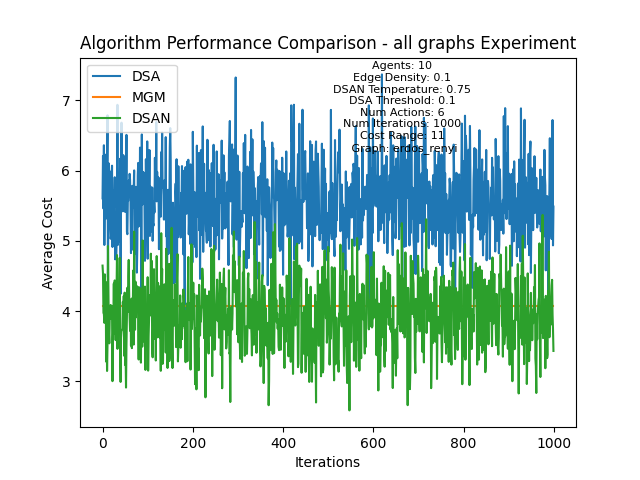 Algorithm Performance Comparison - all graphs Experiment
DSA
MGM
DSAN
Agents: 10
Edge Density: 0.1
DSAN Temperature: 0.75
DSA Threshold: 0.1
Num Actions: 6
Num Iterations: 1000
Cost Range: 11
Graph: erdos_renyi
Average Cost
7
6
5
4
3
0
200
400
600
800
1000
Iterations